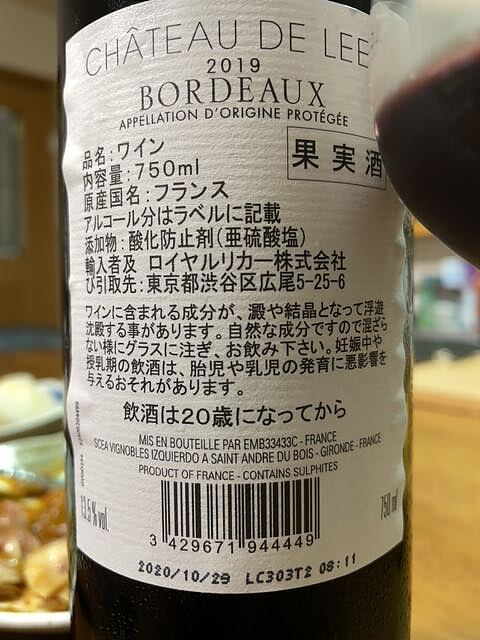 CHÂTEAU DE LEE
2019
BORDEAUX
APPELLATION D'ORIGINE PROTÉGÉE
果実酒
品名：ワイン
内容量：750ml
原産国名：フランス
アルコール分はラベルに記載
添加物：酸化防止剤（亜硫酸塩）
輸入者及 ロイヤルリカー株式会社
び引取先：東京都渋谷区広尾5-25-6
ワインに含まれる成分が、澱や結晶となって浮遊
沈殿する事があります。自然な成分ですので混ざら
ない様にグラスに注ぎ、お飲み下さい。妊娠中や
授乳期の飲酒は、胎児や乳児の発育に悪影響を
与えるおそれがあります。
飲酒は20歳になってから
MIS EN BOUTEILLE PAR EMB33433C - FRANCE
SCEA VIGNOBLES IZQUIERDO A SAINT ANDRE DU BOIS - GIRONDE - FRANCE
PRODUCT OF FRANCE - CONTAINS SULPHITES
13.5 % vol.
750 ml
3 429671 944449
2020/10/29 LC303T2 08:11